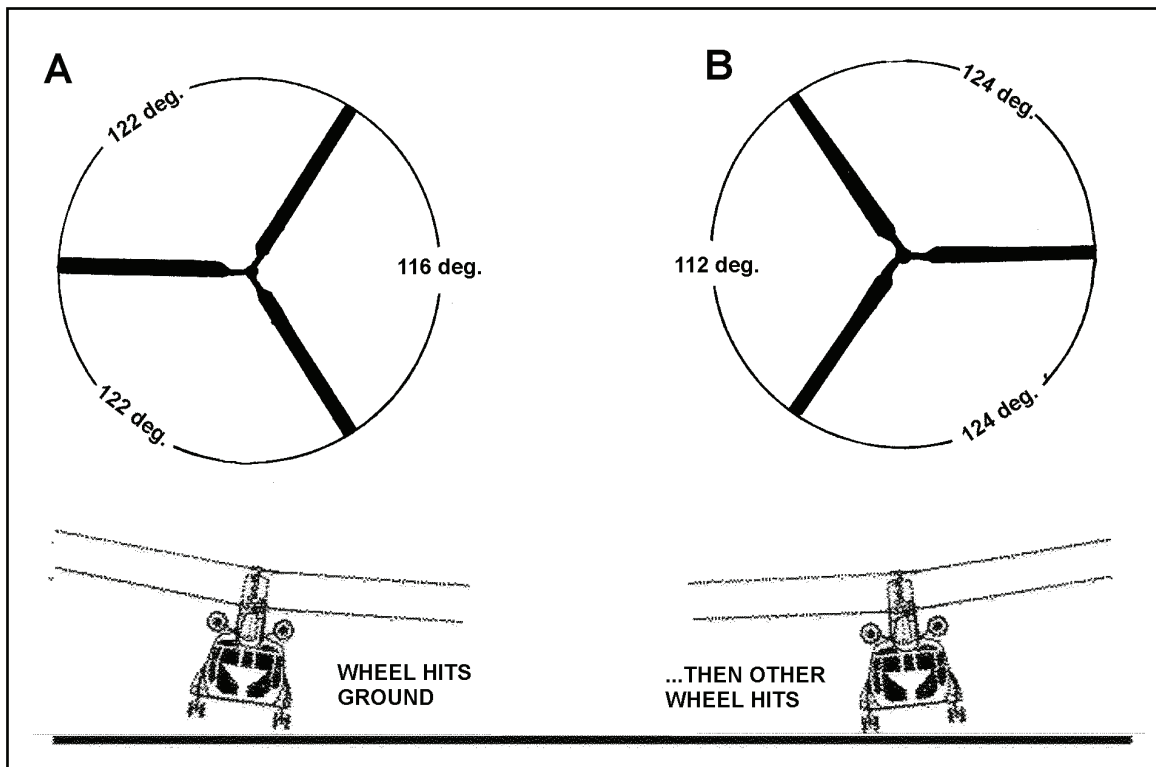 A
122 deg.
116 deg.
122 deg.
B
124 deg.
112 deg.
124 deg.
WHEEL HITS
GROUND
...THEN OTHER
WHEEL HITS